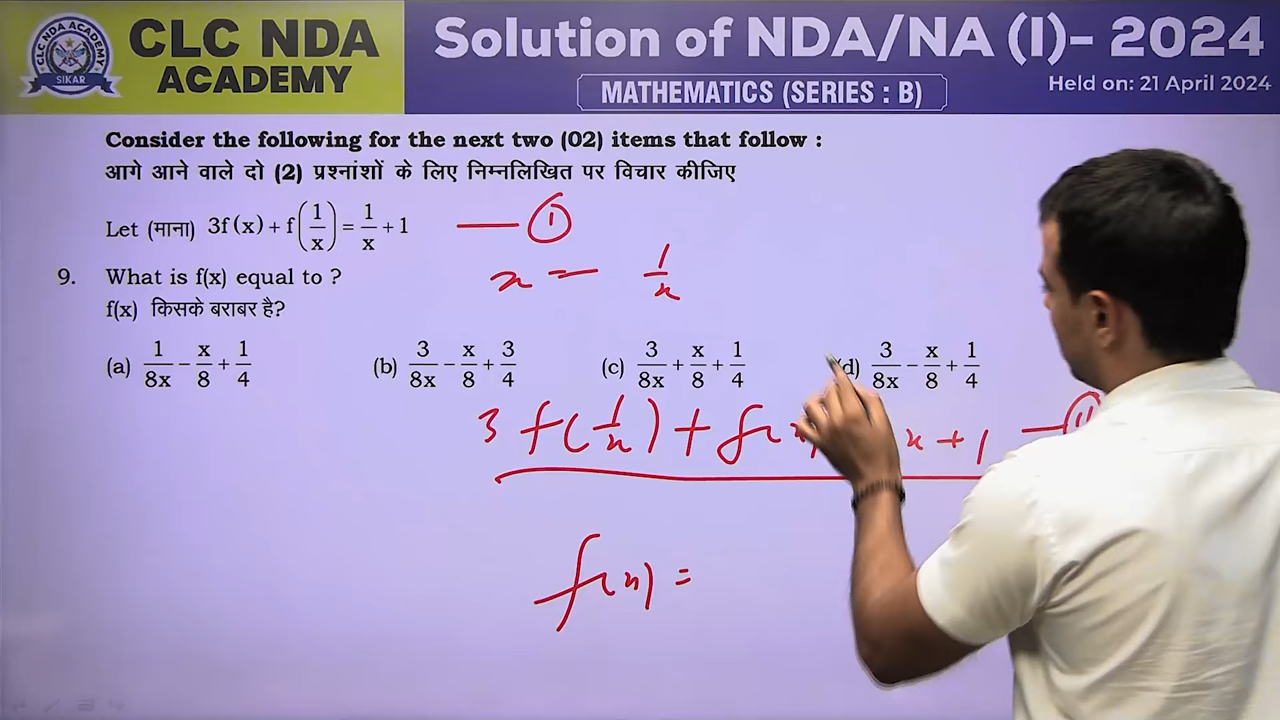 CLC NDA ACADEMY
SIKAR
CLC NDA
ACADEMY
Solution of NDA/NA (I)- 2024
MATHEMATICS (SERIES : B)
Held on: 21 April 2024
Consider the following for the next two (02) items that follow :
आगे आने वाले दो (2) प्रश्नांशों के लिए निम्नलिखित पर विचार कीजिए
Let (माना) 3f(x) + f(1/x) = 1/x + 1 — ①
x = 1/x
9. What is f(x) equal to ?
f(x) किसके बराबर है?
(a) 1/8x − x/8 + 1/4 (b) 3/8x − x/8 + 3/4 (c) 3/8x + x/8 + 1/4 (d) 3/8x − x/8 + 1/4
3 f(1/x) + f(x x + 1 —
f(x) =